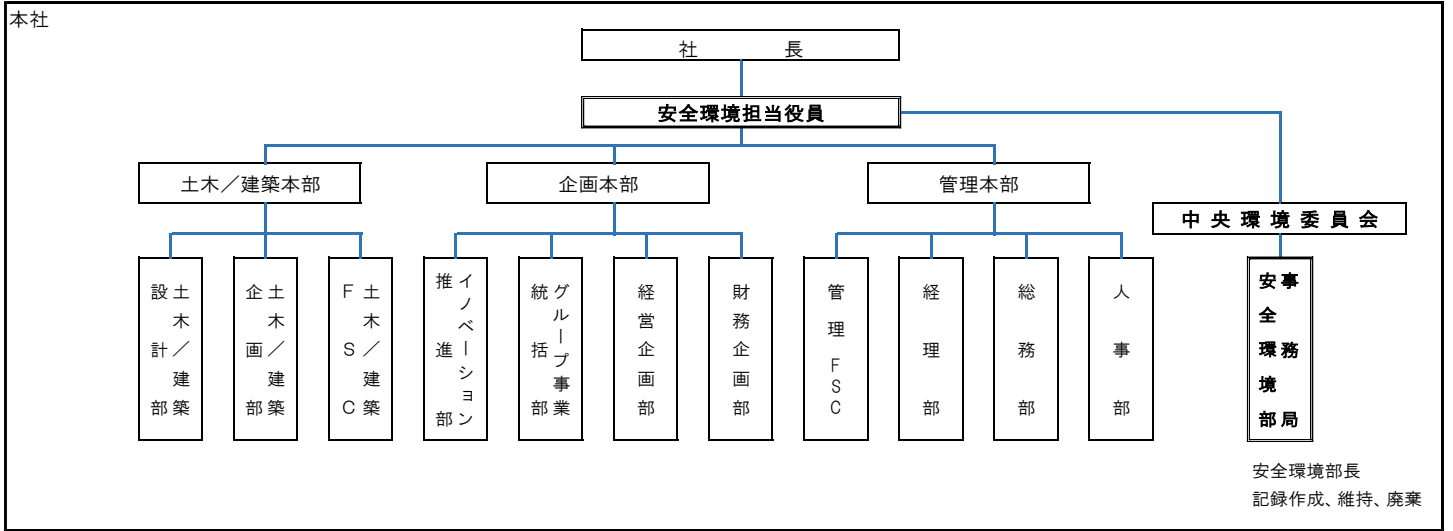 本社
社長
安全環境担当役員
土木／建築本部
企画本部
管理本部
中央環境委員会
土木／建築
設計部
土木／建築
企画部
土木／建築
FSC
イノベーション
推進部
グループ事業
統括部
経営企画部
財務企画部
管理FSC
経理部
総務部
人事部
事務局
安全環境部
安全環境部長
記録作成、維持、廃棄